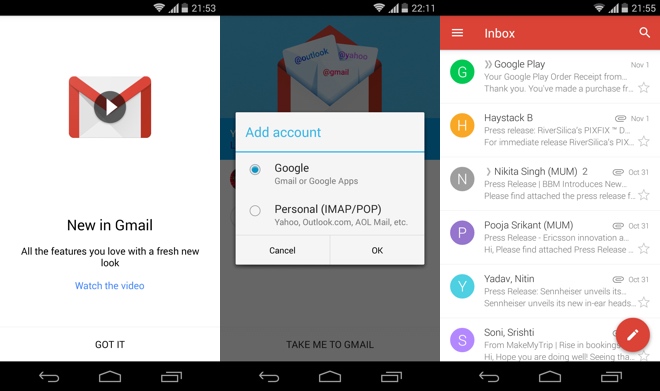 21:53
New in Gmail
All the features you love with a fresh new
look
Watch the video
GOT IT
22:11
@outlook
@yahoo
@gmail
Add account
Google
Gmail or Google Apps
Personal (IMAP/POP)
Yahoo, Outlook.com, AOL Mail, etc.
Cancel OK
TAKE ME TO GMAIL
21:55
Inbox
G
Google Play Nov 1
Your Google Play Order Receipt from...
Thank you. You've made a purchase fr...
H
Haystack B Nov 1
Press release: RiverSilica's PIXFIX ™ D...
For immediate release RiverSilica's PI...
N
Nikita Singh (MUM) 2 Oct 31
Press Release | BBM Introduces New...
Please find attached the press release f...
P
Pooja Srikant (MUM) Oct 31
Press Release - Ericsson innovation a...
Hi, Please find attached Press Release...
Y
Yadav, Nitin Oct 31
Press Release: Sennheiser unveils its...
Sennheiser unveils its new in-ear heads...
S
Soni, Srishti
From MakeMyTrip | Rise in bookings
Hi, Hope you are doing well! Seeing tha